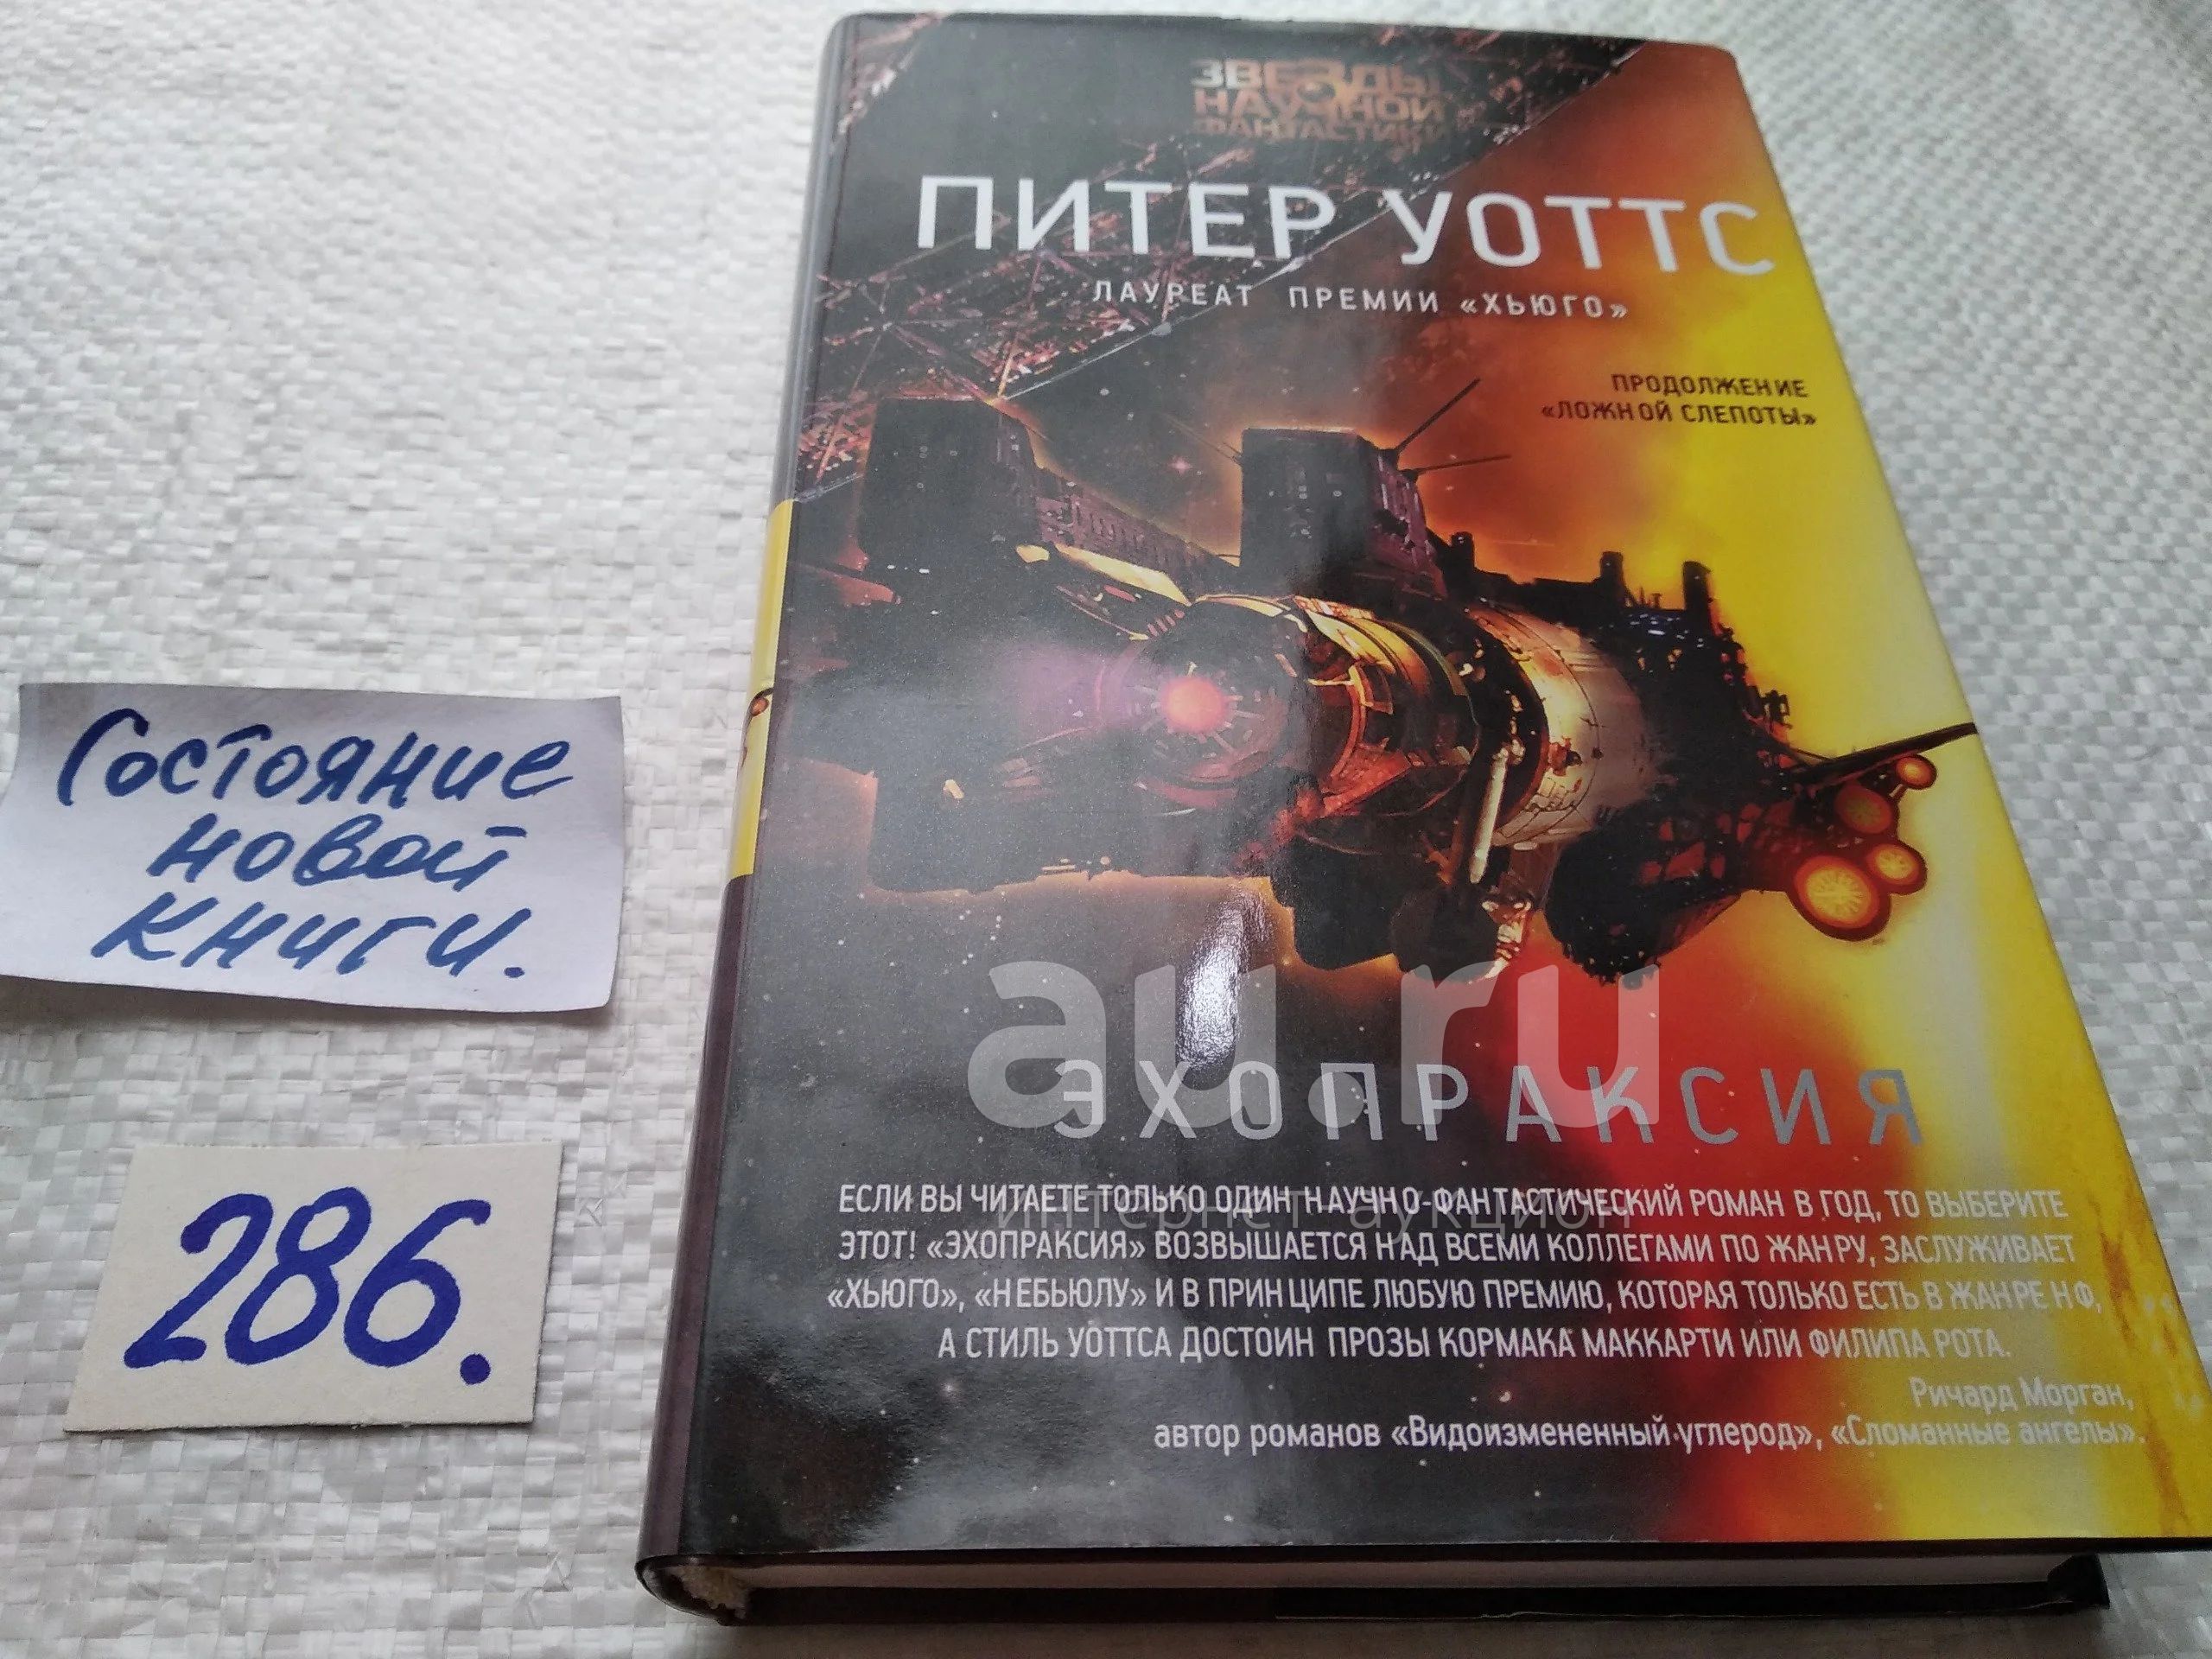 ЗВЕЗДЫ
НАУЧНОЙ
ФАНТАСТИКИ
ПИТЕР УОТТС
ЛАУРЕАТ ПРЕМИИ «ХЬЮГО»
ПРОДОЛЖЕНИЕ
«ЛОЖНОЙ СЛЕПОТЫ»
Состояние
новой
книги.
286.
au.ru
ЭХОПРАКСИЯ
интернет-аукцион
ЕСЛИ ВЫ ЧИТАЕТЕ ТОЛЬКО ОДИН НАУЧНО-ФАНТАСТИЧЕСКИЙ РОМАН В ГОД, ТО ВЫБЕРИТЕ
ЭТОТ! «ЭХОПРАКСИЯ» ВОЗВЫШАЕТСЯ НАД ВСЕМИ КОЛЛЕГАМИ ПО ЖАНРУ, ЗАСЛУЖИВАЕТ
«ХЬЮГО», «НЕБЬЮЛУ» И В ПРИНЦИПЕ ЛЮБУЮ ПРЕМИЮ, КОТОРАЯ ТОЛЬКО ЕСТЬ В ЖАНРЕ НФ,
А СТИЛЬ УОТТСА ДОСТОИН ПРОЗЫ КОРМАКА МАККАРТИ ИЛИ ФИЛИПА РОТА.
Ричард Морган,
автор романов «Видоизмененный углерод», «Сломанные ангелы».